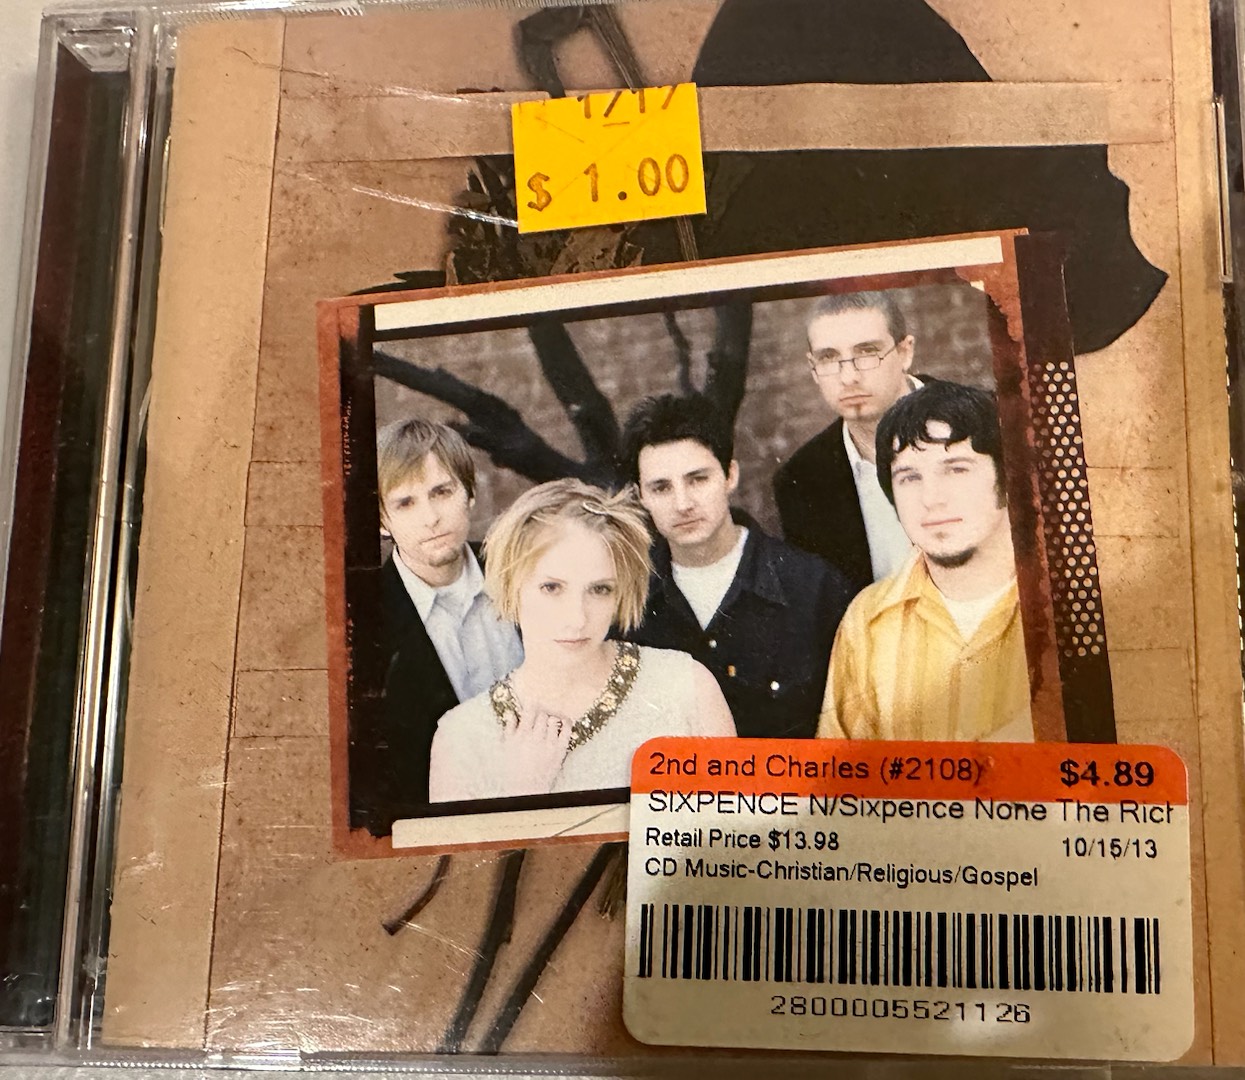 $ 1.00
2nd and Charles (#2108) $4.89
SIXPENCE N/Sixpence None The Rich
Retail Price $13.98 10/15/13
CD Music-Christian/Religious/Gospel
2800005521126